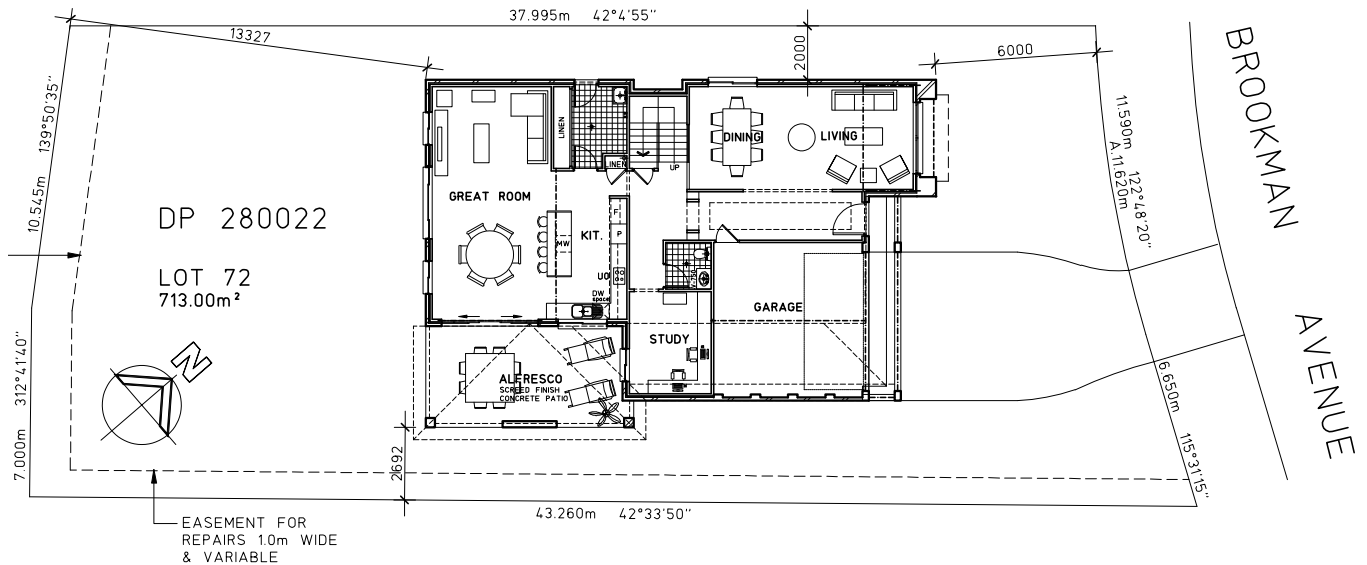 37.995m 42°4'55"
13327
2000
6000
BROOKMAN
AVENUE
139°50'35"
10.545m
11.590m 122°48'20"
A.11.620m
LINEN
LINEN
UP
DINING
LIVING
GREAT ROOM
DP 280022
LOT 72
713.00m²
F
P
MW
KIT.
UO
DW
space
GARAGE
STUDY
ALFRESCO
SCREED FINISH
CONCRETE PATIO
N
312°41'40"
7.000m
6.650m 115°31'15"
2692
43.260m 42°33'50"
EASEMENT FOR
REPAIRS 1.0m WIDE
& VARIABLE